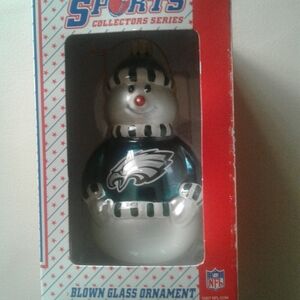 SPORTS
COLLECTORS SERIES
BLOWN GLASS ORNAMENT
NFL